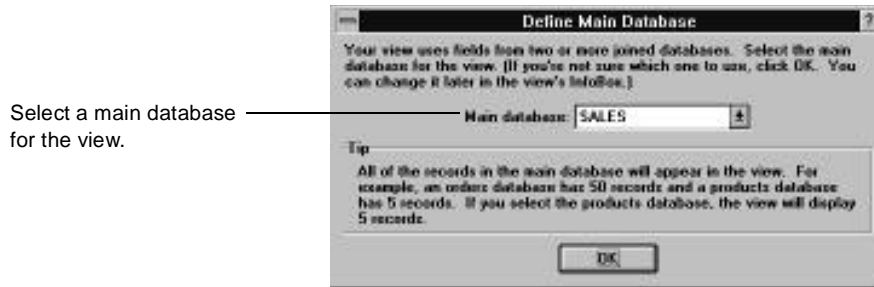 Define Main Database
?
Your view uses fields from two or more joined databases. Select the main
database for the view. (If you're not sure which one to use, click OK. You
can change it later in the view's InfoBox.)
Select a main database
for the view.
Main database: SALES
Tip
All of the records in the main database will appear in the view. For
example, an orders database has 50 records and a products database
has 5 records. If you select the products database, the view will display
5 records.
OK